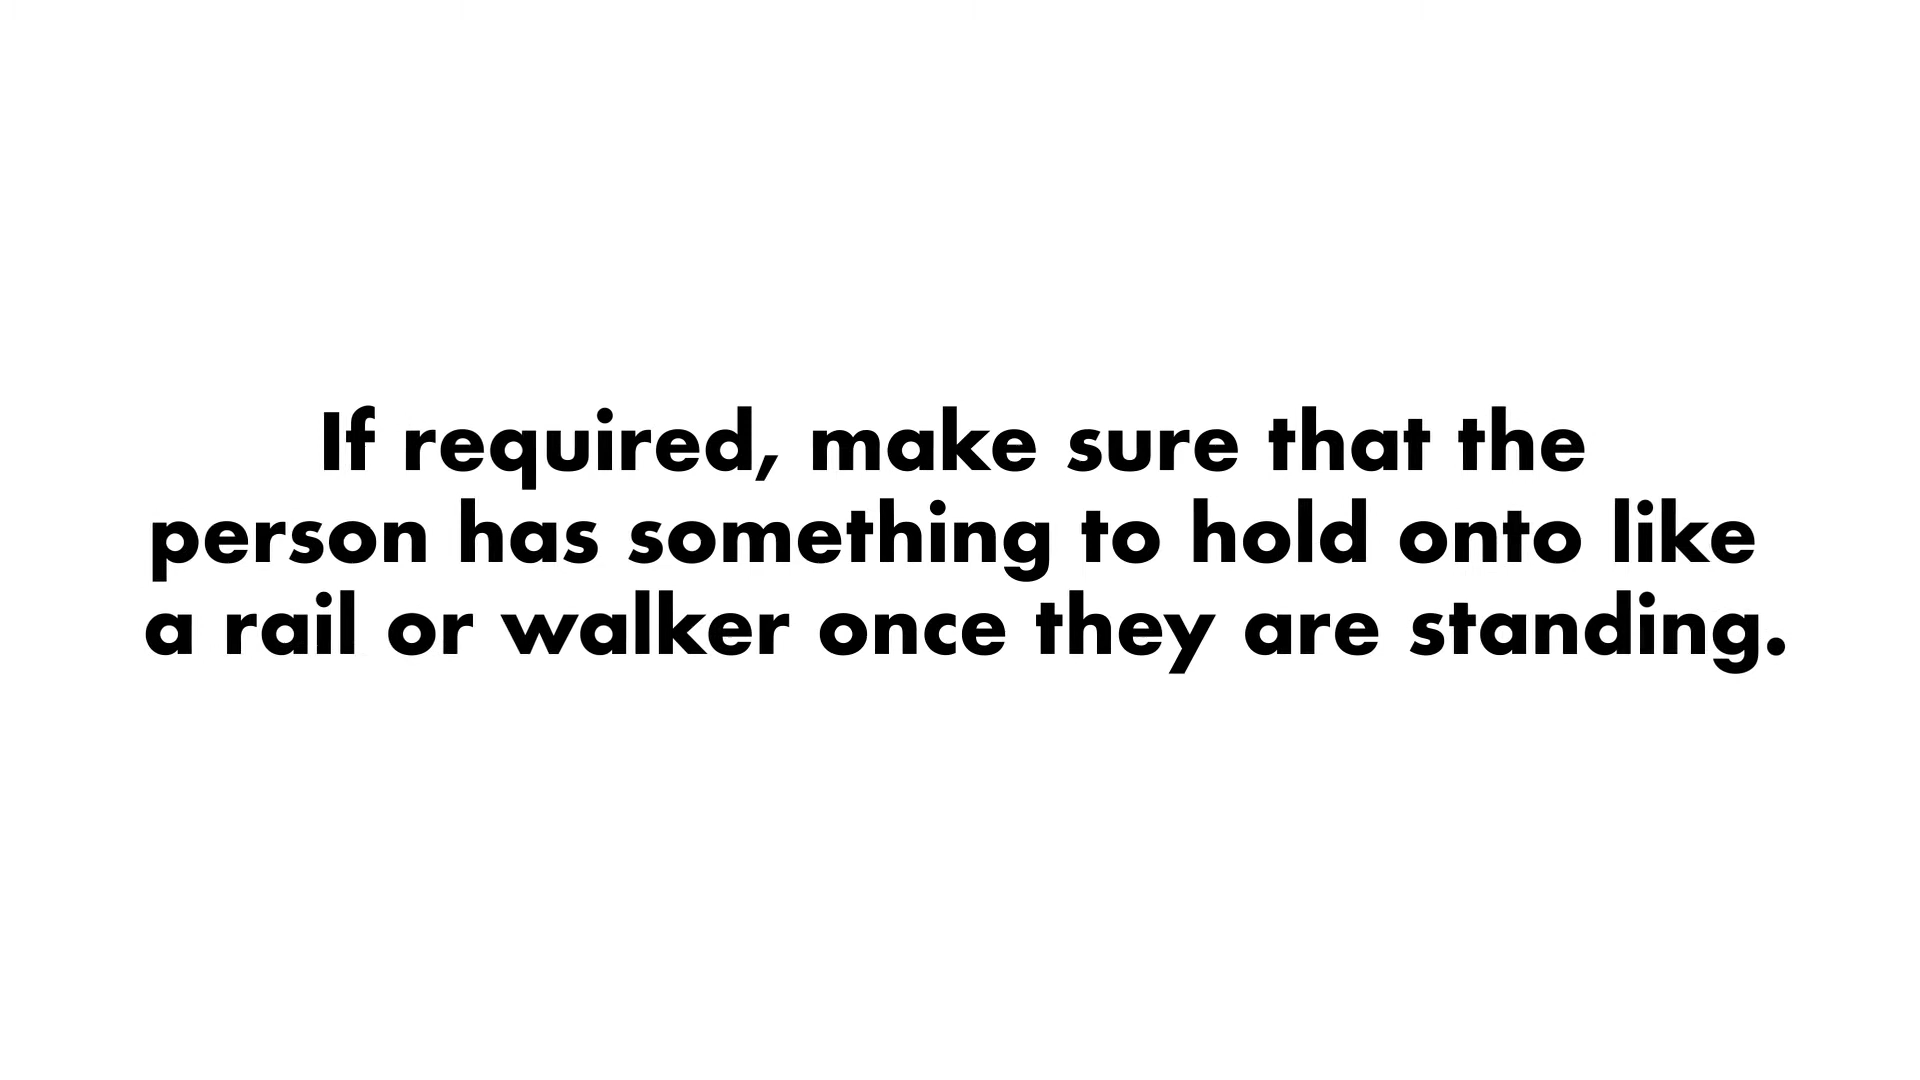 If required, make sure that the
person has something to hold onto like
a rail or walker once they are standing.